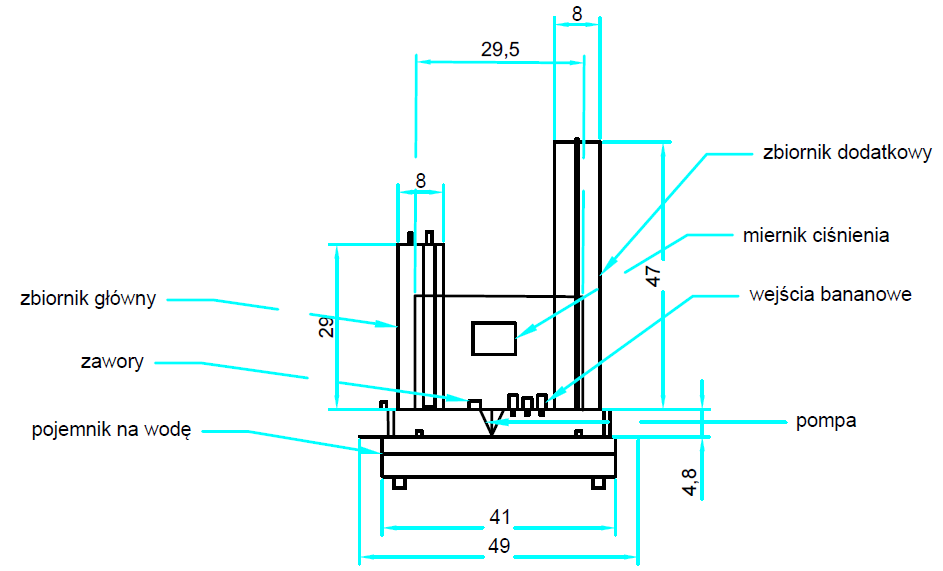 8
29,5
zbiornik dodatkowy
8
miernik ciśnienia
47
zbiornik główny
wejścia bananowe
29
zawory
pojemnik na wodę
pompa
4,8
41
49